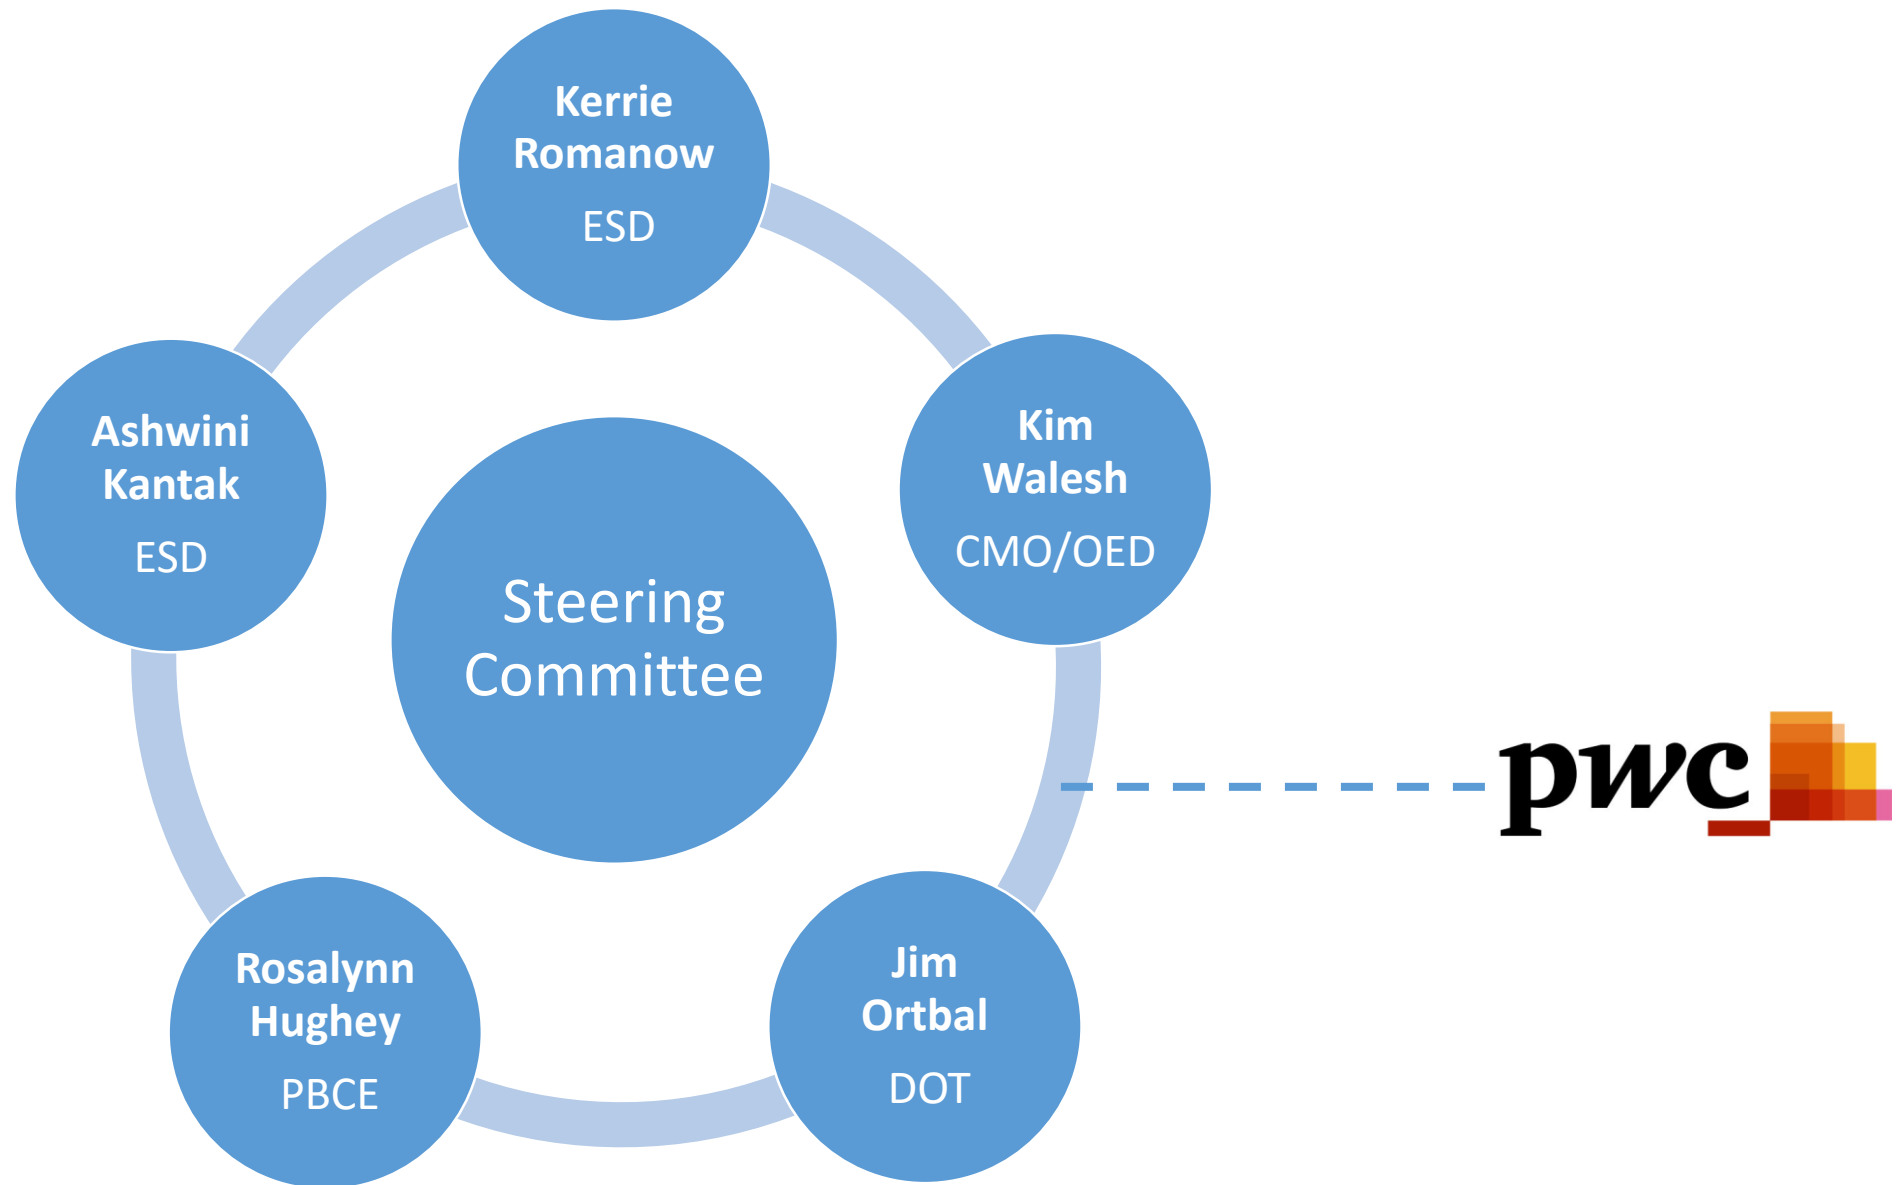 Kerrie
Romanow
ESD
Kim
Walesh
CMO/OED
Ashwini
Kantak
ESD
Steering
Committee
pwc
Rosalynn
Hughey
PBCE
Jim
Ortbal
DOT